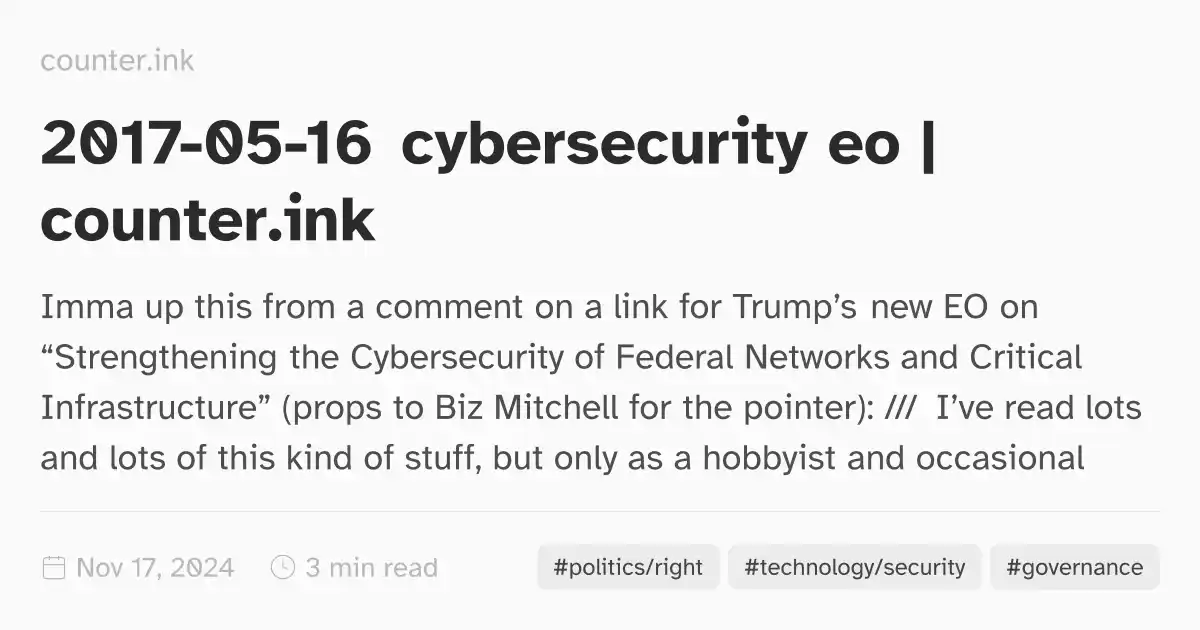 counter.ink
2017-05-16 cybersecurity eo |
counter.ink
Imma up this from a comment on a link for Trump’s new EO on
“Strengthening the Cybersecurity of Federal Networks and Critical
Infrastructure” (props to Biz Mitchell for the pointer): /// I’ve read lots
and lots of this kind of stuff, but only as a hobbyist and occasional
Nov 17, 2024 3 min read #politics/right #technology/security #governance